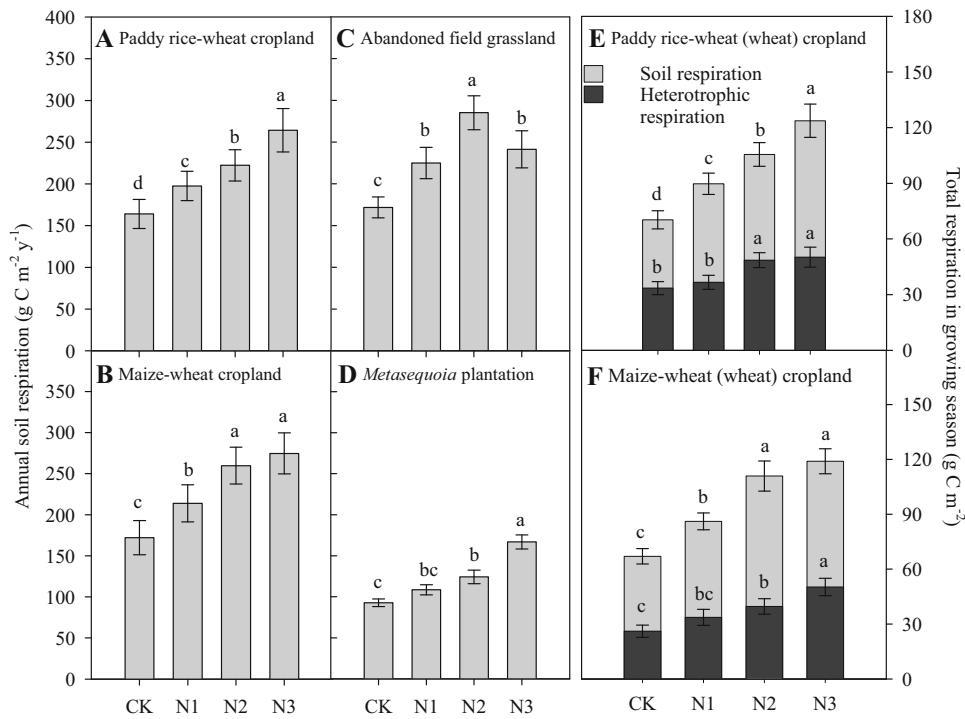 400
350
300
250
200
150
100
50
0
A Paddy rice-wheat cropland
d
c
b
a
C Abandoned field grassland
c
b
a
b
E Paddy rice-wheat (wheat) cropland
Soil respiration
Heterotrophic
respiration
d
c
b
a
b
b
a
a
180
150
120
90
60
30
0
350
300
250
200
150
100
50
0
B Maize-wheat cropland
c
b
a
a
D Metasequoia plantation
c
bc
b
a
F Maize-wheat (wheat) cropland
c
b
a
a
c
bc
b
a
150
120
90
60
30
0
CK N1 N2 N3
CK N1 N2 N3
CK N1 N2 N3
Annual soil respiration (g C m⁻² y⁻¹)
Total respiration in growing season (g C m⁻²)